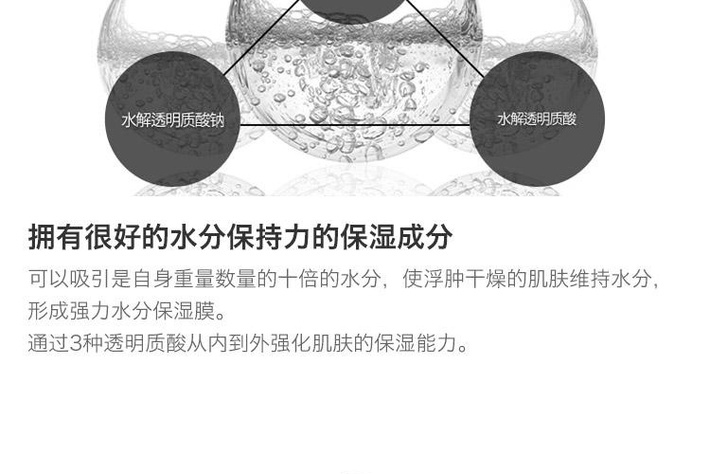 水解透明质酸钠
水解透明质酸
拥有很好的水分保持力的保湿成分
可以吸引是自身重量数量的十倍的水分，使浮肿干燥的肌肤维持水分，
形成强力水分保湿膜。
通过3种透明质酸从内到外强化肌肤的保湿能力。